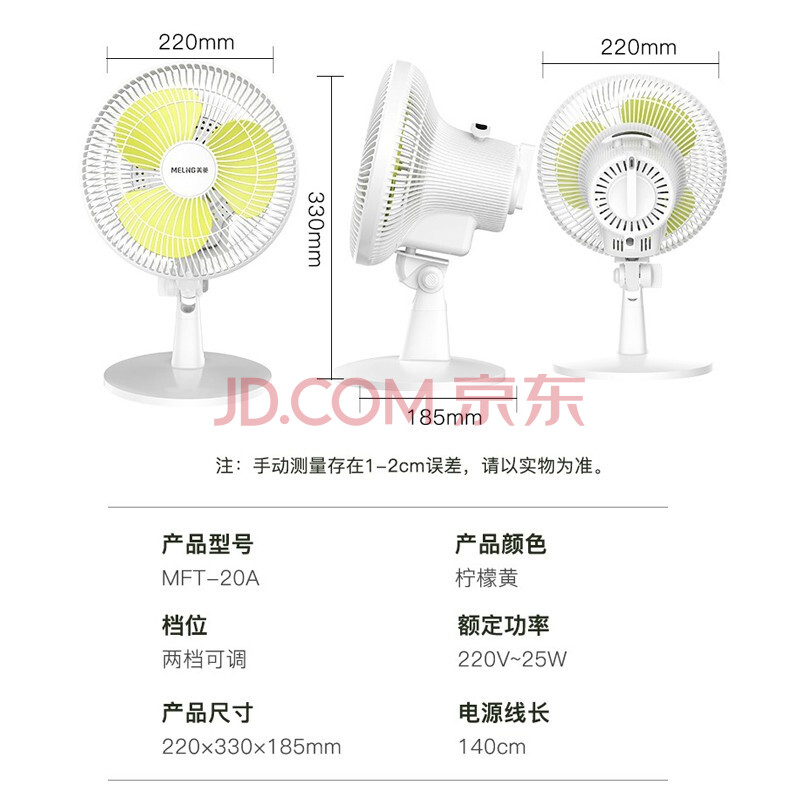 220mm
220mm
MELNG美菱
330mm
185mm
JD.COM 京东
注：手动测量存在1-2cm误差，请以实物为准。
产品型号
MFT-20A
产品颜色
柠檬黄
档位
两档可调
额定功率
220V~25W
产品尺寸
220×330×185mm
电源线长
140cm